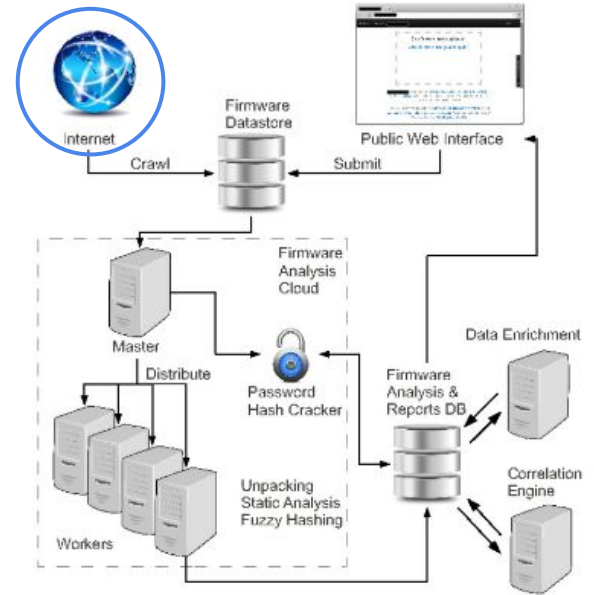 Internet
Firmware
Datastore
Public Web Interface
Crawl
Submit
Firmware
Analysis
Cloud
Master
Distribute
Password
Hash Cracker
Data Enrichment
Firmware
Analysis &
Reports DB
Unpacking
Static Analysis
Fuzzy Hashing
Correlation
Engine
Workers